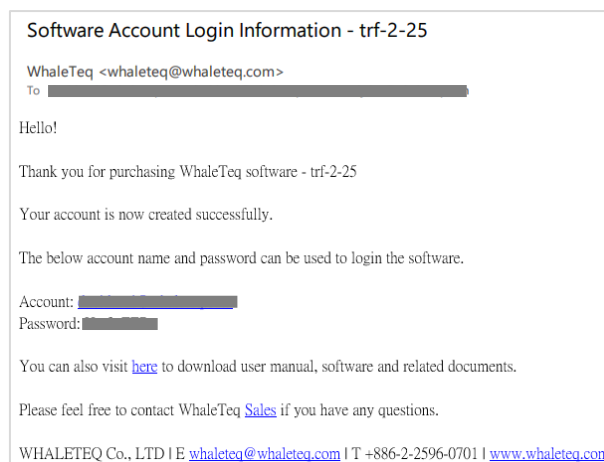 Software Account Login Information - trf-2-25
WhaleTeq <whaleteq@whaleteq.com>
To
Hello!
Thank you for purchasing WhaleTeq software - trf-2-25
Your account is now created successfully.
The below account name and password can be used to login the software.
Account:
Password:
You can also visit here to download user manual, software and related documents.
Please feel free to contact WhaleTeq Sales if you have any questions.
WHALETEQ Co., LTD | E whaleteq@whaleteq.com | T +886-2-2596-0701 | www.whaleteq.com